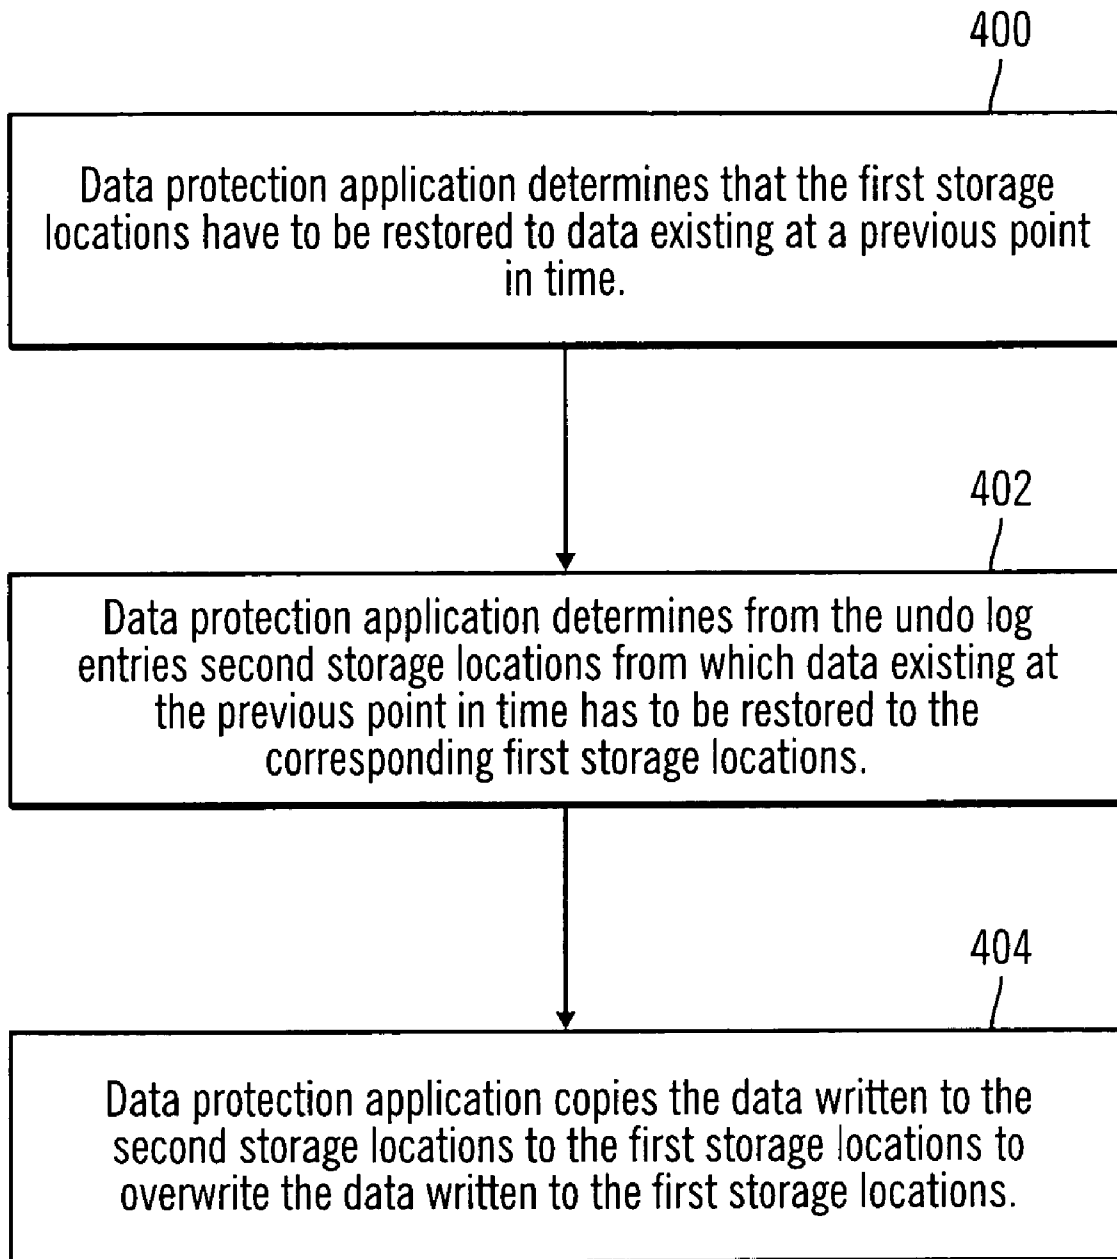 400
Data protection application determines that the first storage
locations have to be restored to data existing at a previous point
in time.
402
Data protection application determines from the undo log
entries second storage locations from which data existing at
the previous point in time has to be restored to the
corresponding first storage locations.
404
Data protection application copies the data written to the
second storage locations to the first storage locations to
overwrite the data written to the first storage locations.